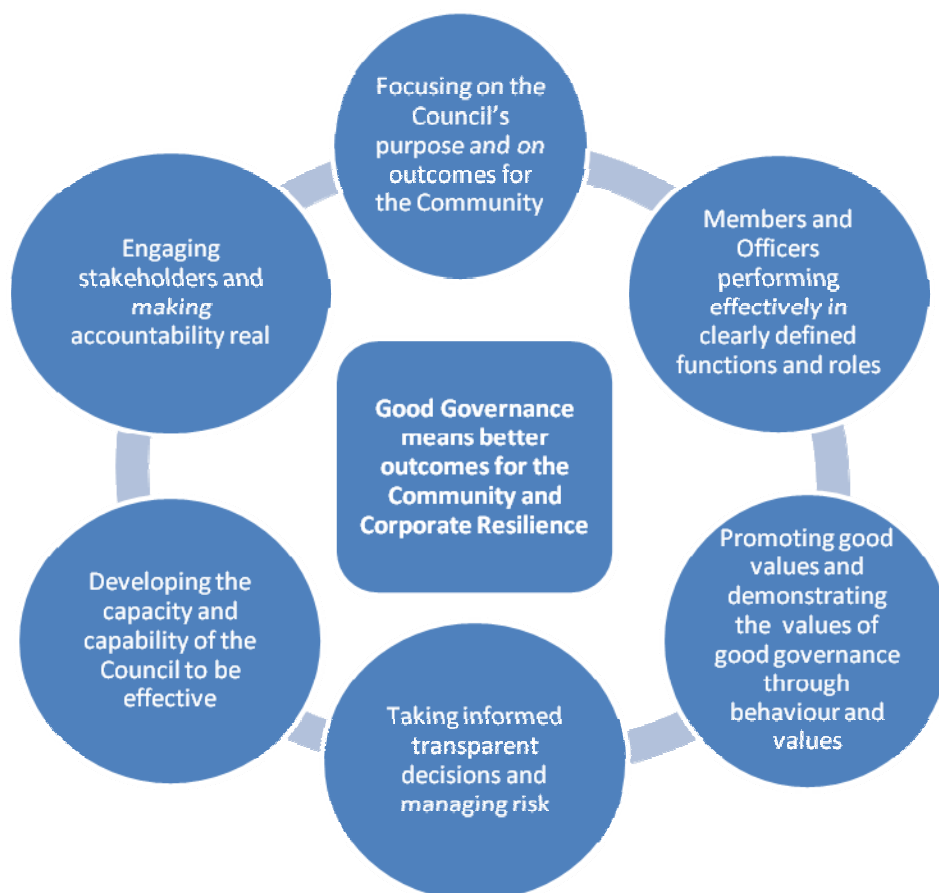 Focusing on the
Council's
purpose and on
outcomes for
the Community
Members and
Officers
performing
effectively in
clearly defined
functions and roles
Promoting good
values and
demonstrating
the values of
good governance
through
behaviour and
values
Taking informed
transparent
decisions and
managing risk
Developing the
capacity and
capability of the
Council to be
effective
Engaging
stakeholders and
making
accountability real
Good Governance
means better
outcomes for the
Community and
Corporate Resilience